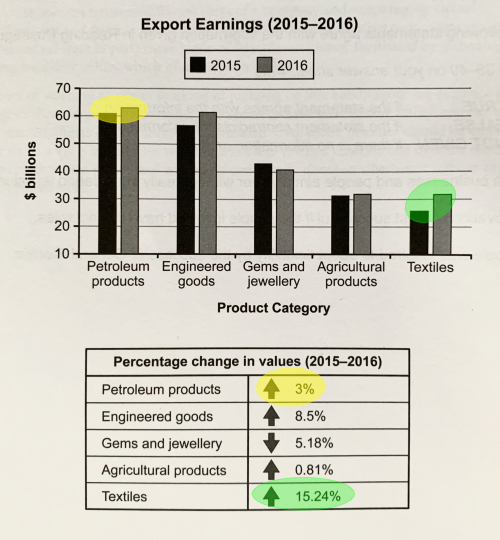 Export Earnings (2015–2016)
2015 2016
70
60
50
40
30
20
10
$ billions
Petroleum products
Engineered goods
Gems and jewellery
Agricultural products
Textiles
Product Category
Percentage change in values (2015–2016)
Petroleum products 3%
Engineered goods 8.5%
Gems and jewellery 5.18%
Agricultural products 0.81%
Textiles 15.24%